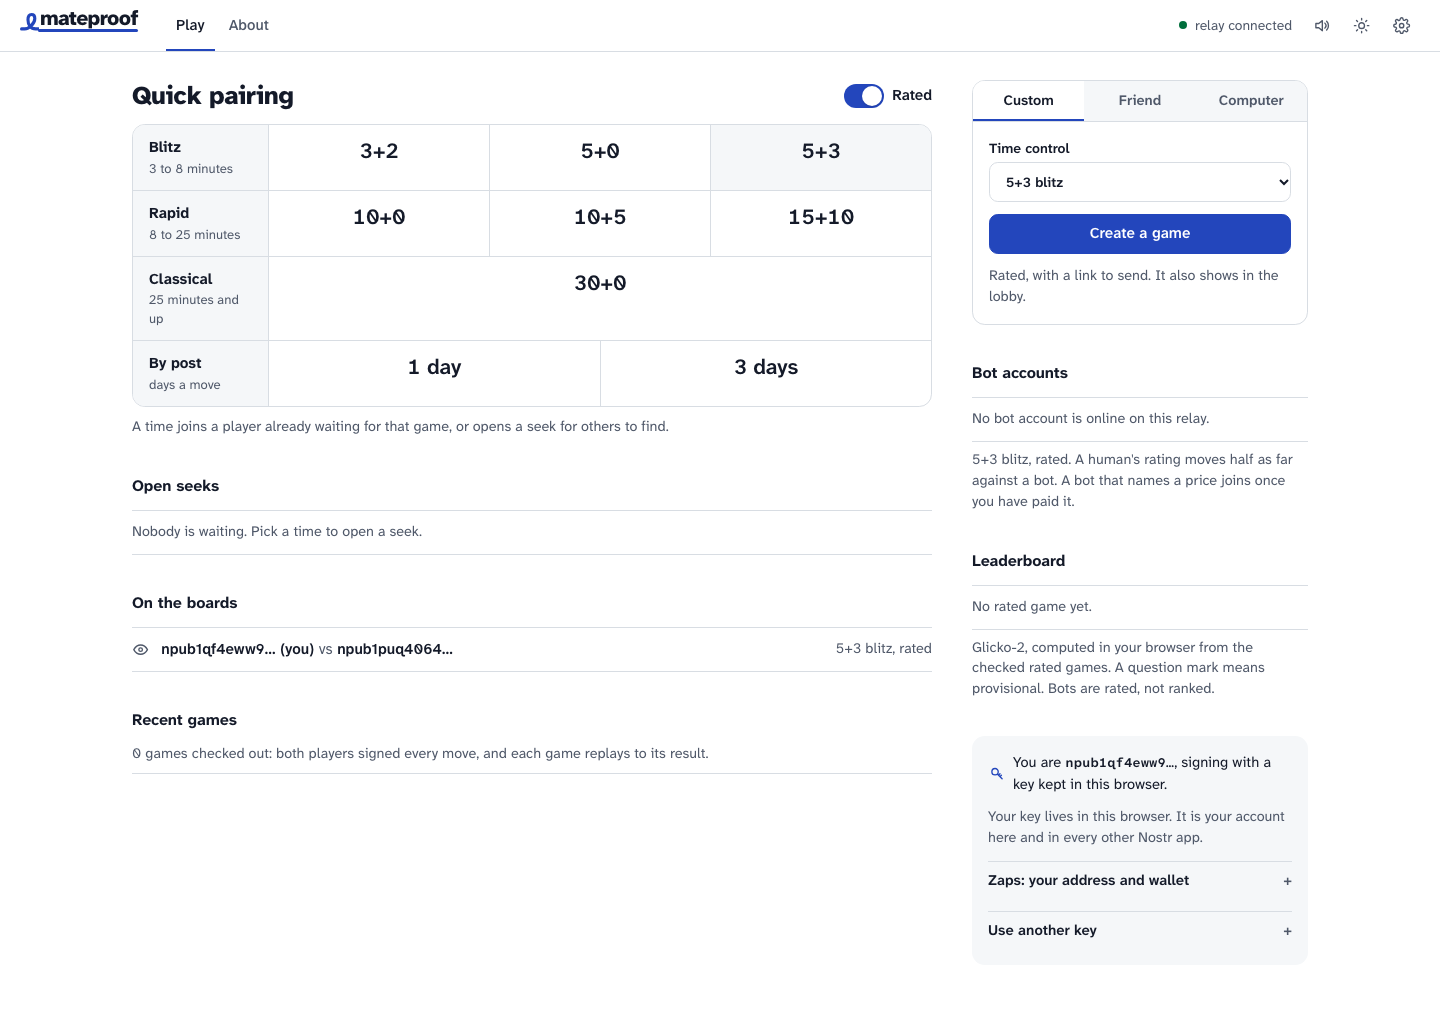 mateproof
Play
About
relay connected
Quick pairing
Rated
Blitz
3 to 8 minutes
3+2
5+0
5+3
Rapid
8 to 25 minutes
10+0
10+5
15+10
Classical
25 minutes and
up
30+0
By post
days a move
1 day
3 days
A time joins a player already waiting for that game, or opens a seek for others to find.
Open seeks
Nobody is waiting. Pick a time to open a seek.
On the boards
npub1qf4eww9… (you) vs npub1puq4064…
5+3 blitz, rated
Recent games
0 games checked out: both players signed every move, and each game replays to its result.
Custom
Friend
Computer
Time control
5+3 blitz
Create a game
Rated, with a link to send. It also shows in the
lobby.
Bot accounts
No bot account is online on this relay.
5+3 blitz, rated. A human's rating moves half as far
against a bot. A bot that names a price joins once
you have paid it.
Leaderboard
No rated game yet.
Glicko-2, computed in your browser from the
checked rated games. A question mark means
provisional. Bots are rated, not ranked.
You are npub1qf4eww9…, signing with a
key kept in this browser.
Your key lives in this browser. It is your account
here and in every other Nostr app.
Zaps: your address and wallet +
Use another key +